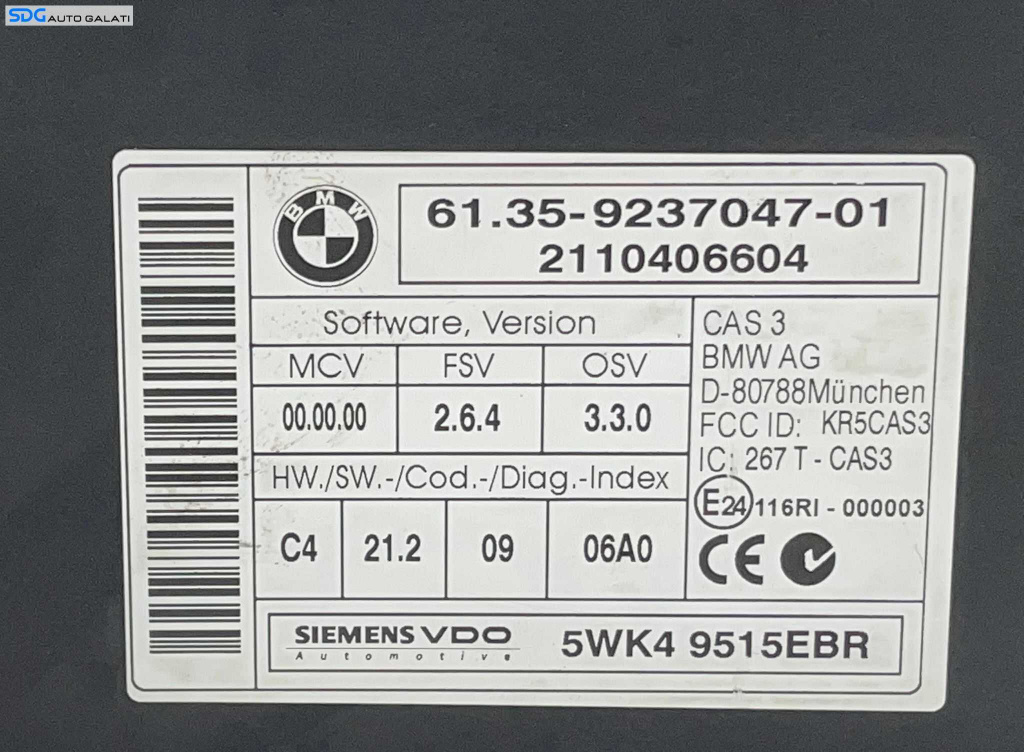 SDG AUTO GALATI
BMW
61.35-9237047-01
2110406604
Software, Version
MCV FSV OSV
00.00.00 2.6.4 3.3.0
HW./SW.-/Cod.-/Diag.-Index
C4 21.2 09 06A0
CAS 3
BMW AG
D-80788München
FCC ID: KR5CAS3
IC: 267 T - CAS3
E24 116RI - 000003
CE
SIEMENS VDO
Automotive
5WK4 9515EBR